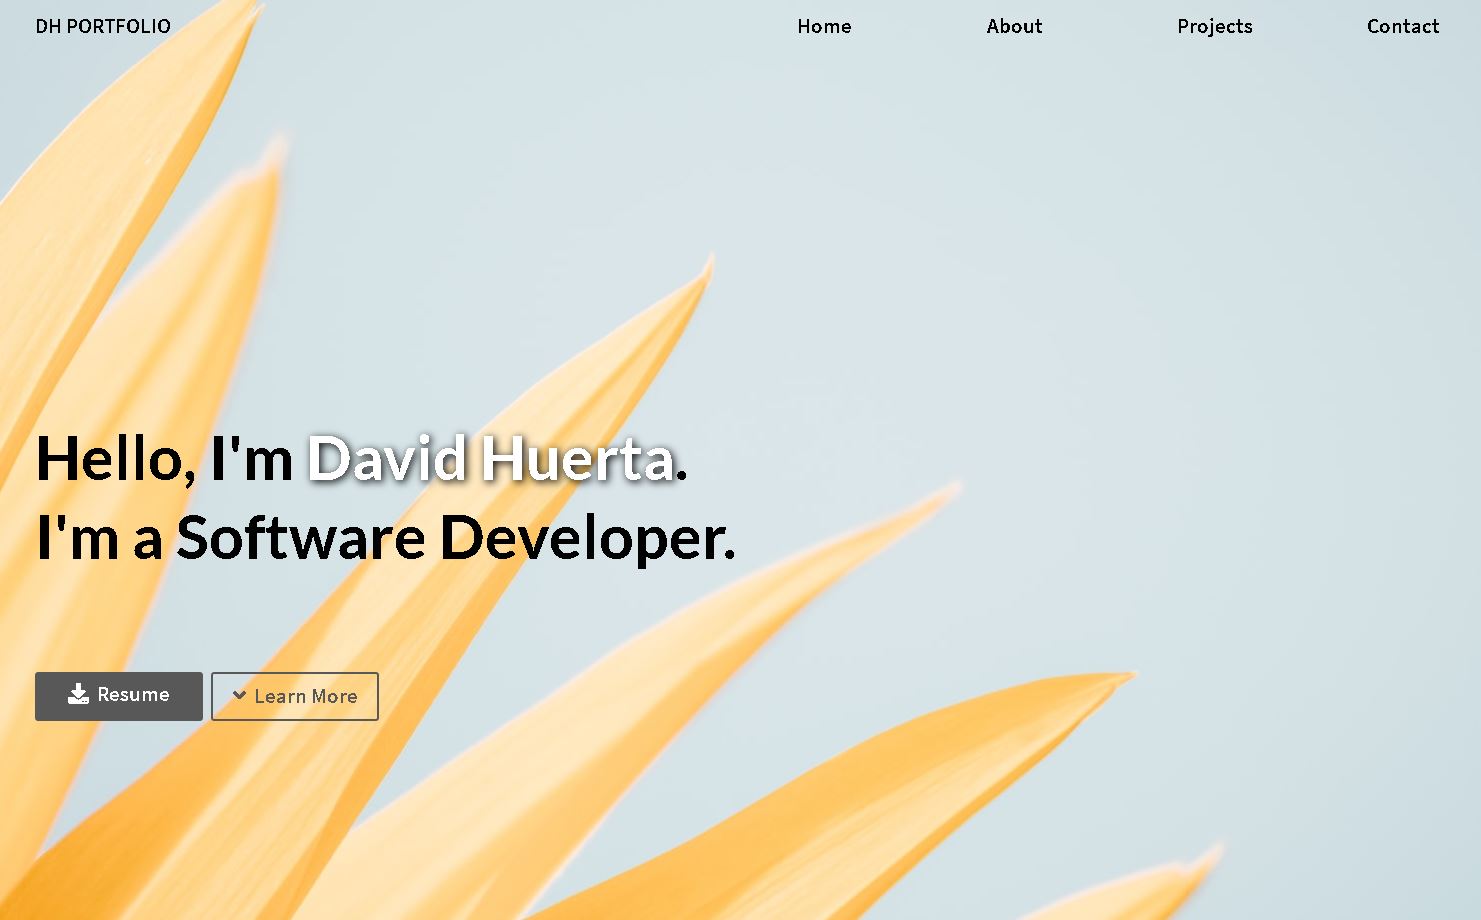 DH PORTFOLIO
Home
About
Projects
Contact
Hello, I'm David Huerta.
I'm a Software Developer.
Resume
Learn More